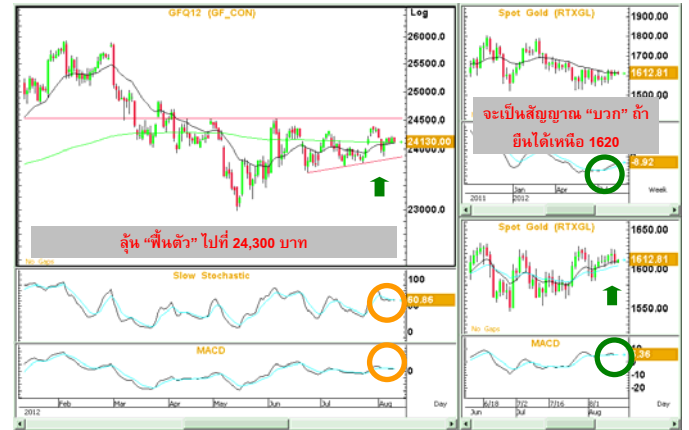 GFQ12 (GF_CON)
Log
26000.0
25500.0
25000.0
24500.0
24130.00
24000.0
23000.0
ลุ้น “ฟื้นตัว” ไปที่ 24,300 บาท
No Gaps
Slow Stochastic
100
60.86
0
MACD
0
Feb Mar Apr May Jun Jul Aug Day
2012
Spot Gold (RTXGL)
1900.00
1800.00
1700.00
1612.81
1500.00
จะเป็นสัญญาณ “บวก” ถ้า
ยืนได้เหนือ 1620
-8.92
Jan Apr Week
2011 2012
Spot Gold (RTXGL)
1650.00
1612.81
1600.00
1550.00
No Gaps
MACD
-10
-20
6/18 7/2 7/16 8/1 Day
Jun Jul Aug